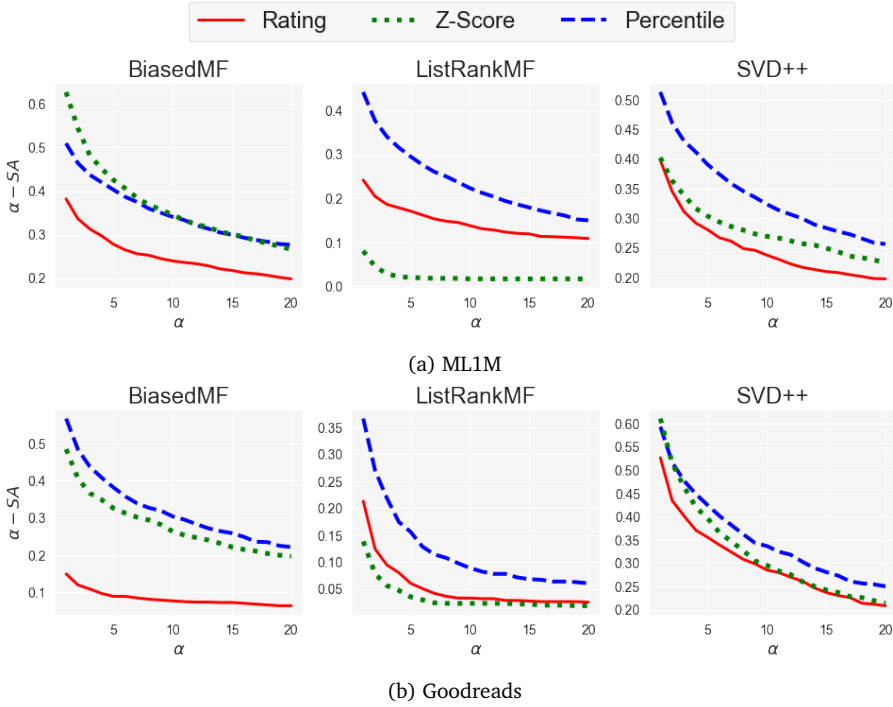 Rating Z-Score Percentile
BiasedMF ListRankMF SVD++
0.6 0.5 0.4 0.3 0.2
α − SA
5 10 15 20
α
0.4 0.3 0.2 0.1 0.0
5 10 15 20
α
0.50 0.45 0.40 0.35 0.30 0.25 0.20
5 10 15 20
α
(a) ML1M
BiasedMF ListRankMF SVD++
0.5 0.4 0.3 0.2 0.1
α − SA
5 10 15 20
α
0.35 0.30 0.25 0.20 0.15 0.10 0.05
5 10 15 20
α
0.60 0.55 0.50 0.45 0.40 0.35 0.30 0.25 0.20
5 10 15 20
α
(b) Goodreads